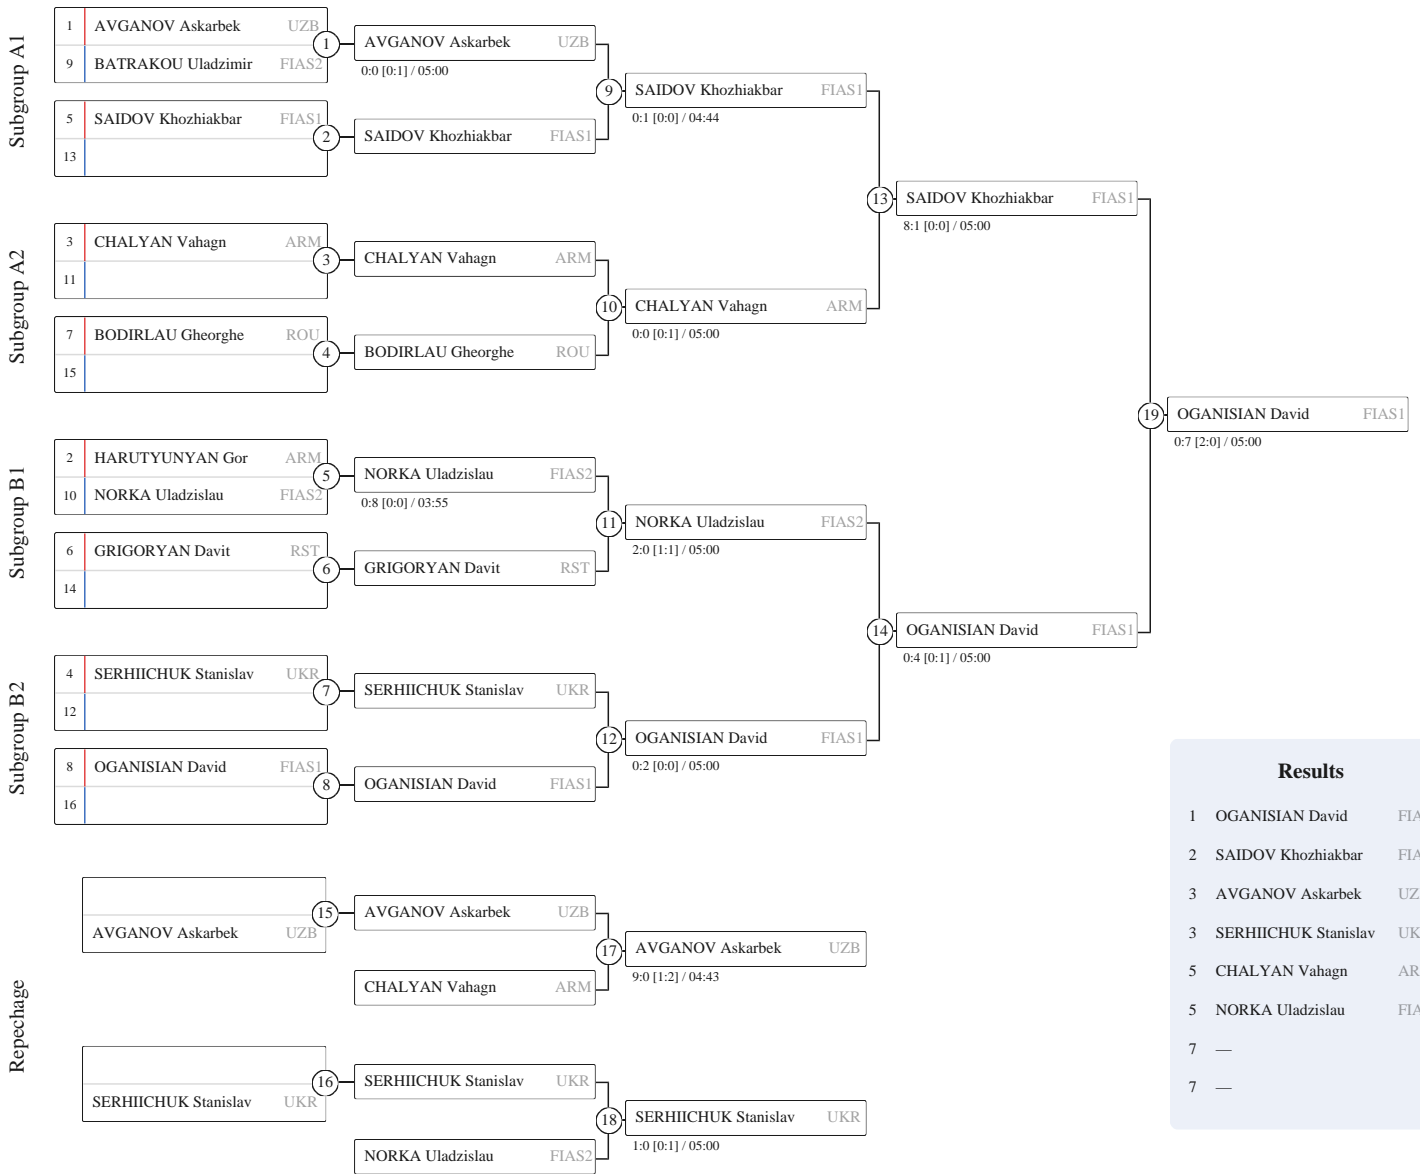 Subgroup A1
1 AVGANOV Askarbek UZB
9 BATRAKOU Uladzimir FIAS2
1
AVGANOV Askarbek UZB
0:0 [0:1] / 05:00
5 SAIDOV Khozhiakbar FIAS1
13
2
SAIDOV Khozhiakbar FIAS1
9
SAIDOV Khozhiakbar FIAS1
0:1 [0:0] / 04:44
Subgroup A2
3 CHALYAN Vahagn ARM
11
3
CHALYAN Vahagn ARM
7 BODIRLAU Gheorghe ROU
15
4
BODIRLAU Gheorghe ROU
10
CHALYAN Vahagn ARM
0:0 [0:1] / 05:00
13
SAIDOV Khozhiakbar FIAS1
8:1 [0:0] / 05:00
Subgroup B1
2 HARUTYUNYAN Gor ARM
10 NORKA Uladzislau FIAS2
5
NORKA Uladzislau FIAS2
0:8 [0:0] / 03:55
6 GRIGORYAN Davit RST
14
6
GRIGORYAN Davit RST
11
NORKA Uladzislau FIAS2
2:0 [1:1] / 05:00
Subgroup B2
4 SERHIICHUK Stanislav UKR
12
7
SERHIICHUK Stanislav UKR
8 OGANISIAN David FIAS1
16
8
OGANISIAN David FIAS1
12
OGANISIAN David FIAS1
0:2 [0:0] / 05:00
14
OGANISIAN David FIAS1
0:4 [0:1] / 05:00
19
OGANISIAN David FIAS1
0:7 [2:0] / 05:00
Repechage
AVGANOV Askarbek UZB
15
AVGANOV Askarbek UZB
CHALYAN Vahagn ARM
17
AVGANOV Askarbek UZB
9:0 [1:2] / 04:43
SERHIICHUK Stanislav UKR
16
SERHIICHUK Stanislav UKR
NORKA Uladzislau FIAS2
18
SERHIICHUK Stanislav UKR
1:0 [0:1] / 05:00
Results
1 OGANISIAN David
2 SAIDOV Khozhiakbar
3 AVGANOV Askarbek
3 SERHIICHUK Stanislav
5 CHALYAN Vahagn
5 NORKA Uladzislau
7 —
7 —